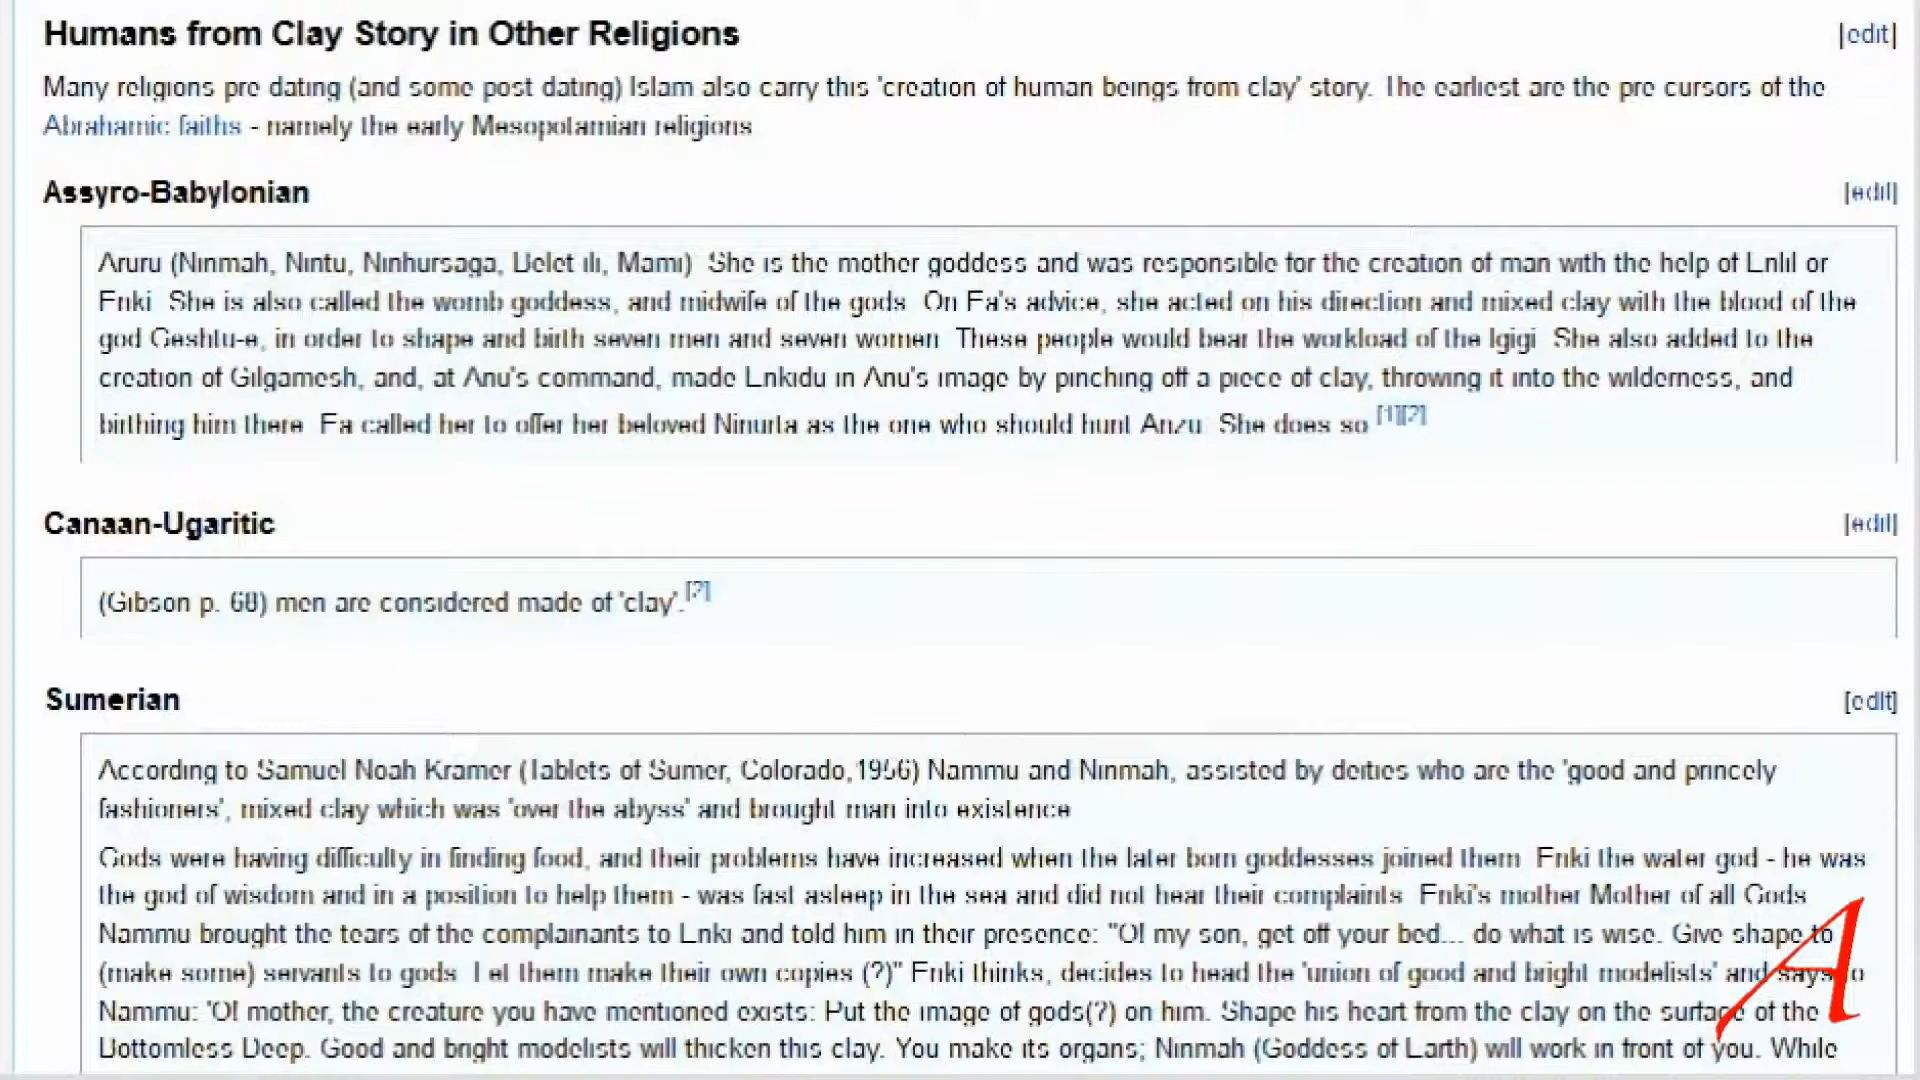 Humans from Clay Story in Other Religions [edit]
Many religions pre dating (and some post dating) Islam also carry this 'creation of human beings from clay' story. The earliest are the pre cursors of the
Abrahamic faiths - namely the early Mesopotamian religions
Assyro-Babylonian [edit]
Aruru (Ninmah, Nintu, Ninhursaga, Belet ili, Mami) She is the mother goddess and was responsible for the creation of man with the help of Enlil or
Enki She is also called the womb goddess, and midwife of the gods On Ea's advice, she acted on his direction and mixed clay with the blood of the
god Geshtu-e, in order to shape and birth seven men and seven women These people would bear the workload of the Igigi She also added to the
creation of Gilgamesh, and, at Anu's command, made Enkidu in Anu's image by pinching off a piece of clay, throwing it into the wilderness, and
birthing him there Ea called her to offer her beloved Ninurta as the one who should hunt Anzu She does so [1][2]
Canaan-Ugaritic [edit]
(Gibson p. 68) men are considered made of 'clay'.[2]
Sumerian [edit]
According to Samuel Noah Kramer (Tablets of Sumer, Colorado,1956) Nammu and Ninmah, assisted by deities who are the 'good and princely
fashioners', mixed clay which was 'over the abyss' and brought man into existence
Gods were having difficulty in finding food, and their problems have increased when the later born goddesses joined them Enki the water god - he was
the god of wisdom and in a position to help them - was fast asleep in the sea and did not hear their complaints Enki's mother Mother of all Gods
Nammu brought the tears of the complainants to Enki and told him in their presence: "O! my son, get off your bed... do what is wise. Give shape to
(make some) servants to gods Let them make their own copies (?)" Enki thinks, decides to head the 'union of good and bright modelists' and says to
Nammu: 'O! mother, the creature you have mentioned exists: Put the image of gods(?) on him. Shape his heart from the clay on the surface of the
Bottomless Deep. Good and bright modelists will thicken this clay. You make its organs; Ninmah (Goddess of Earth) will work in front of you. While
A